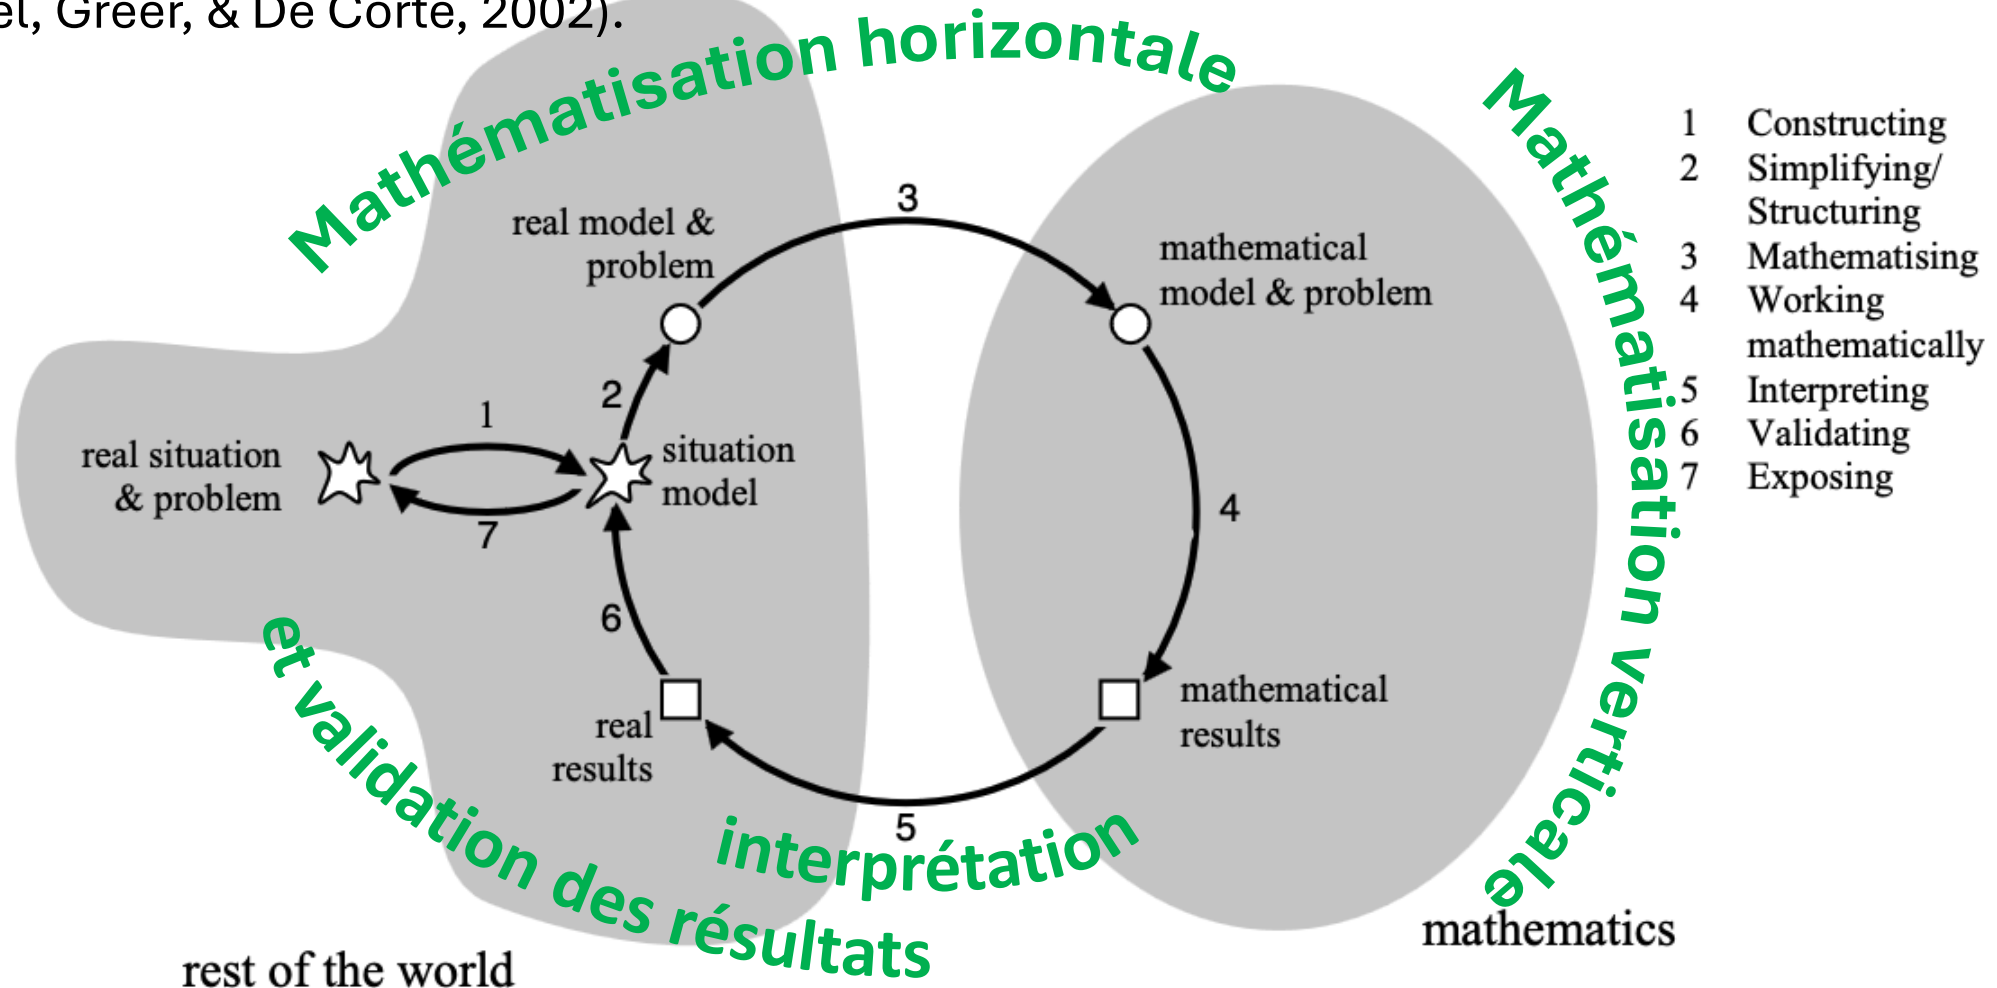 el, Greer, & De Corte, 2002).
Mathématisation horizontale
Mathématisation verticale
interprétation
et validation des résultats
real model &
problem
3
mathematical
model & problem
2
1
real situation
& problem
situation
model
7
4
6
real
results
mathematical
results
5
rest of the world
mathematics
1 Constructing
2 Simplifying/
Structuring
3 Mathematising
4 Working
mathematically
5 Interpreting
6 Validating
7 Exposing